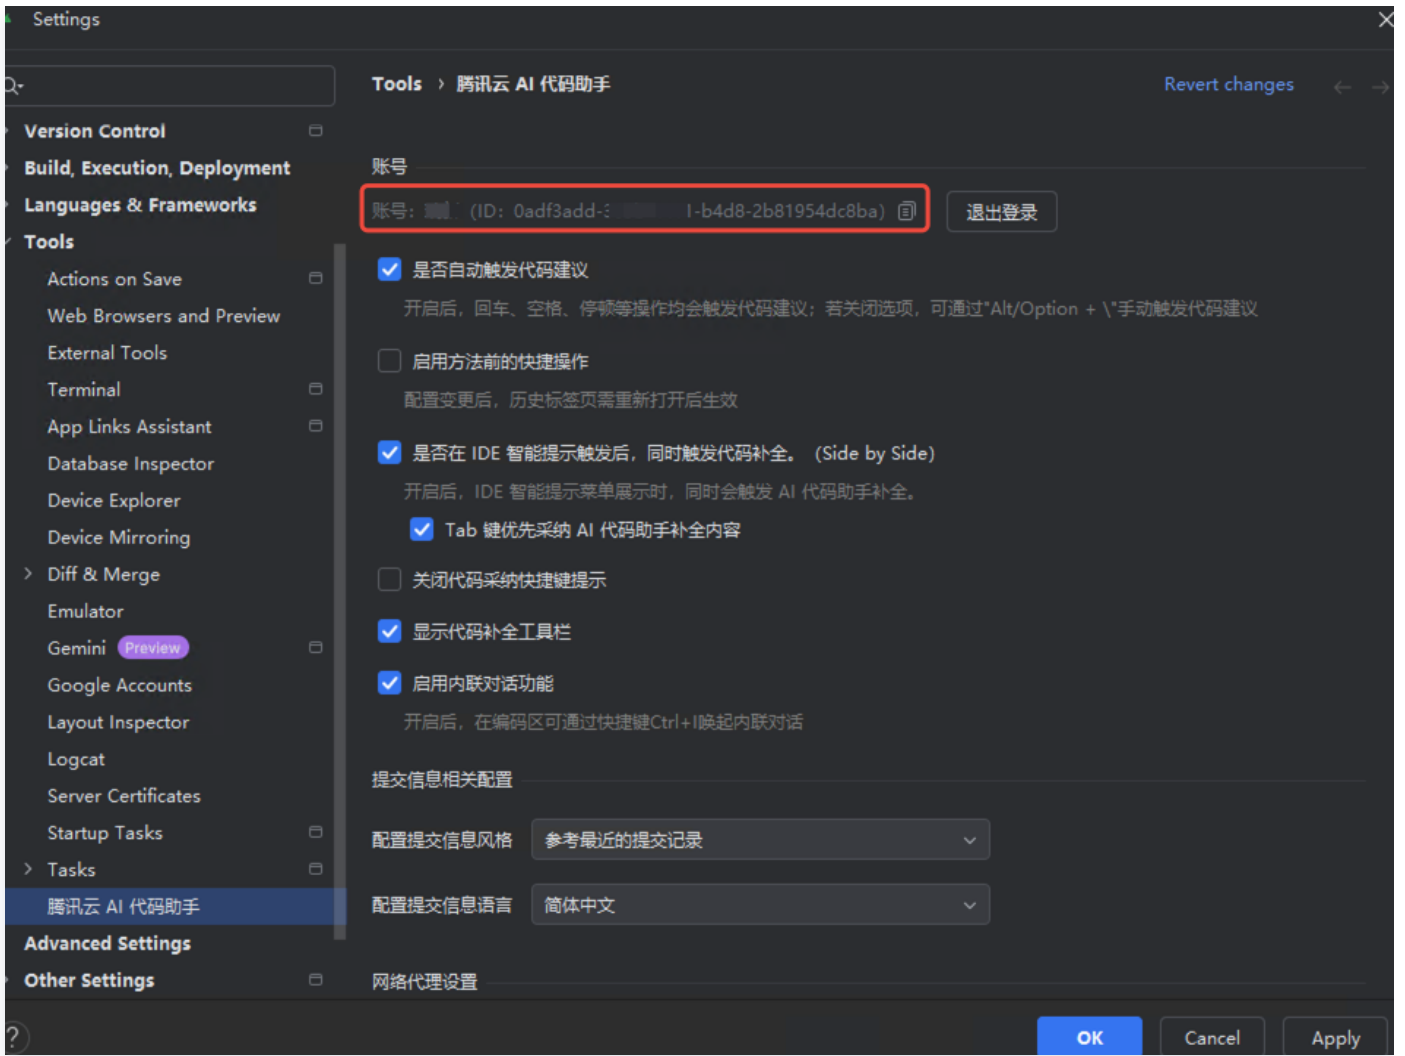 Settings
Tools › 腾讯云 AI 代码助手
Revert changes
Version Control
Build, Execution, Deployment
Languages & Frameworks
Tools
Actions on Save
Web Browsers and Preview
External Tools
Terminal
App Links Assistant
Database Inspector
Device Explorer
Device Mirroring
Diff & Merge
Emulator
Gemini Preview
Google Accounts
Layout Inspector
Logcat
Server Certificates
Startup Tasks
Tasks
腾讯云 AI 代码助手
Advanced Settings
Other Settings
账号
账号: (ID: 0adf3add- -b4d8-2b81954dc8ba)
退出登录
是否自动触发代码建议
开启后，回车、空格、停顿等操作均会触发代码建议；若关闭选项，可通过"Alt/Option + \"手动触发代码建议
启用方法前的快捷操作
配置变更后，历史标签页需重新打开后生效
是否在 IDE 智能提示触发后，同时触发代码补全。 (Side by Side)
开启后，IDE 智能提示菜单展示时，同时会触发 AI 代码助手补全。
Tab 键优先采纳 AI 代码助手补全内容
关闭代码采纳快捷键提示
显示代码补全工具栏
启用内联对话功能
开启后，在编码区可通过快捷键Ctrl+I唤起内联对话
提交信息相关配置
配置提交信息风格 参考最近的提交记录
配置提交信息语言 简体中文
网络代理设置
?
OK
Cancel
Apply